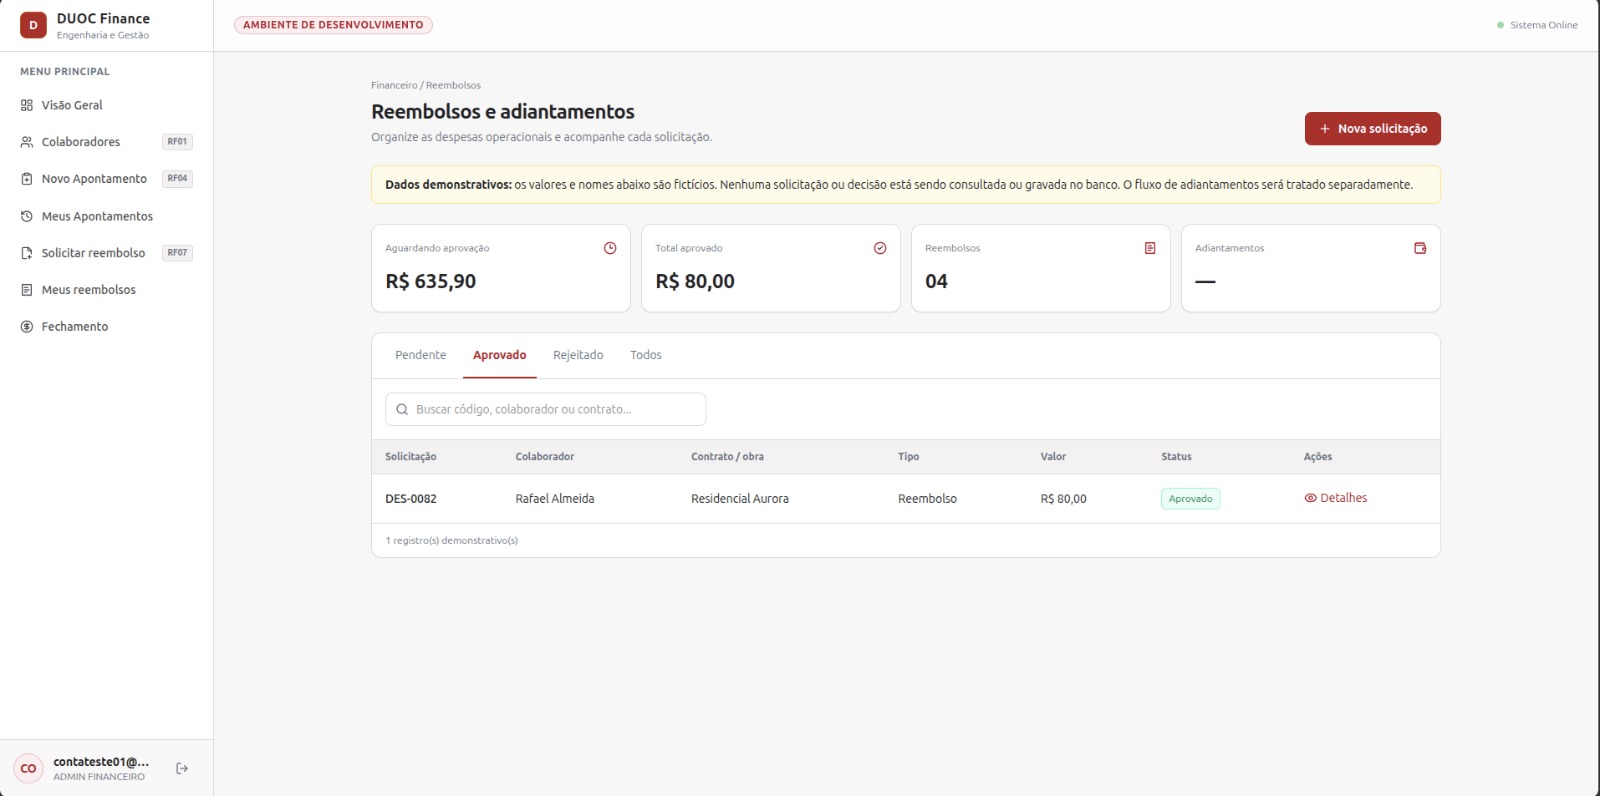 D
DUOC Finance
Engenharia e Gestão
AMBIENTE DE DESENVOLVIMENTO
Sistema Online
MENU PRINCIPAL
Visão Geral
Colaboradores RF01
Novo Apontamento RF04
Meus Apontamentos
Solicitar reembolso RF07
Meus reembolsos
Fechamento
Financeiro / Reembolsos
Reembolsos e adiantamentos
Organize as despesas operacionais e acompanhe cada solicitação.
+ Nova solicitação
Dados demonstrativos: os valores e nomes abaixo são fictícios. Nenhuma solicitação ou decisão está sendo consultada ou gravada no banco. O fluxo de adiantamentos será tratado separadamente.
Aguardando aprovação
R$ 635,90
Total aprovado
R$ 80,00
Reembolsos
04
Adiantamentos
—
Pendente Aprovado Rejeitado Todos
Buscar código, colaborador ou contrato...
Solicitação Colaborador Contrato / obra Tipo Valor Status Ações
DES-0082 Rafael Almeida Residencial Aurora Reembolso R$ 80,00 Aprovado Detalhes
1 registro(s) demonstrativo(s)
CO
contateste01@...
ADMIN FINANCEIRO